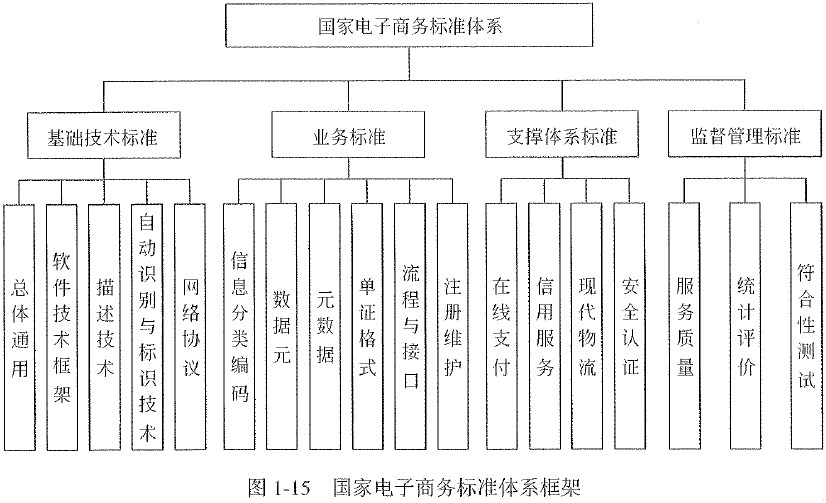 国家电子商务标准体系
基础技术标准
业务标准
支撑体系标准
监督管理标准
总体通用
软件技术框架
描述技术
自动识别与标识技术
网络协议
信息分类编码
数据元
元数据
单证格式
流程与接口
注册维护
在线支付
信用服务
现代物流
安全认证
服务质量
统计评价
符合性测试
图 1-15 国家电子商务标准体系框架